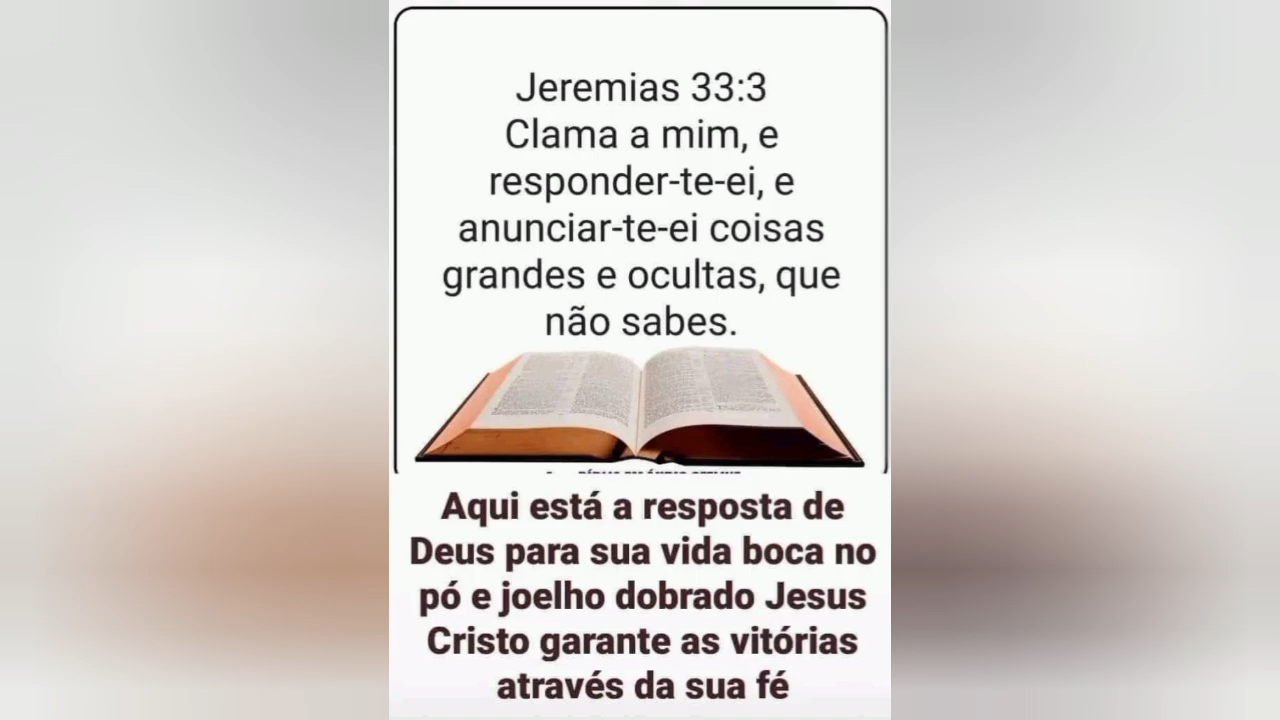 Jeremias 33:3
Clama a mim, e
responder-te-ei, e
anunciar-te-ei coisas
grandes e ocultas, que
não sabes.
Aqui está a resposta de
Deus para sua vida boca no
pó e joelho dobrado Jesus
Cristo garante as vitórias
através da sua fé